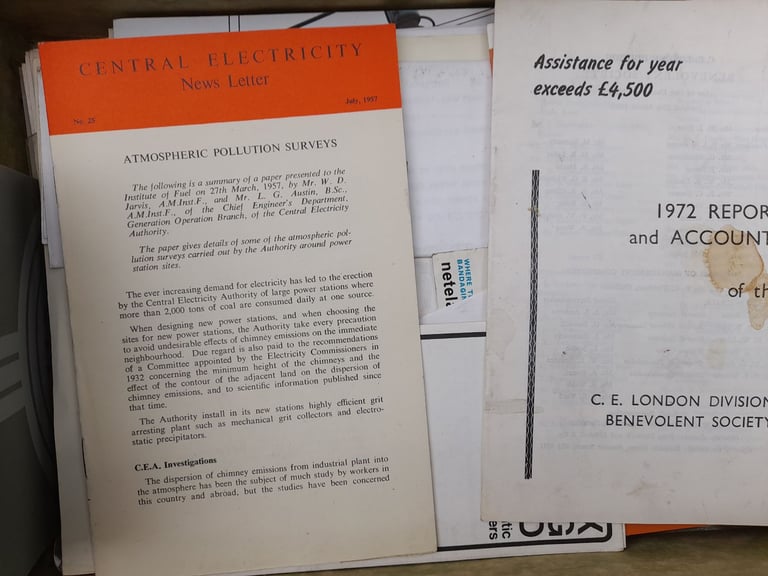 CENTRAL ELECTRICITY
News Letter
No. 25
July, 1957
ATMOSPHERIC POLLUTION SURVEYS
The following is a summary of a paper presented to the
Institute of Fuel on 27th March, 1957, by Mr. W. D.
Jarvis, A.M.Inst.F., and Mr. L. G. Austin, B.Sc.,
A.M.Inst.F., of the Chief Engineer's Department,
Generation Operation Branch, of the Central Electricity
Authority.
The paper gives details of some of the atmospheric pol-
lution surveys carried out by the Authority around power
station sites.
The ever increasing demand for electricity has led to the erection
by the Central Electricity Authority of large power stations where
more than 2,000 tons of coal are consumed daily at one source.
When designing new power stations, and when choosing the
sites for new power stations, the Authority take every precaution
to avoid undesirable effects of chimney emissions on the immediate
neighbourhood. Due regard is also paid to the recommendations
of a Committee appointed by the Electricity Commissioners in
1932 concerning the minimum height of the chimneys and the
effect of the contour of the adjacent land on the dispersion of
chimney emissions, and to scientific information published since
that time.
The Authority install in its new stations highly efficient grit
arresting plant such as mechanical grit collectors and electro-
static precipitators.
C.E.A. Investigations
The dispersion of chimney emissions from industrial plant into
the atmosphere has been the subject of much study by workers in
this country and abroad, but the studies have been concerned
WHERE T
BANDAGIN
netel
Assistance for year
exceeds £4,500
1972 REPOR
and ACCOUNT
of th
C. E. LONDON DIVISION
BENEVOLENT SOCIETY
tic
ers